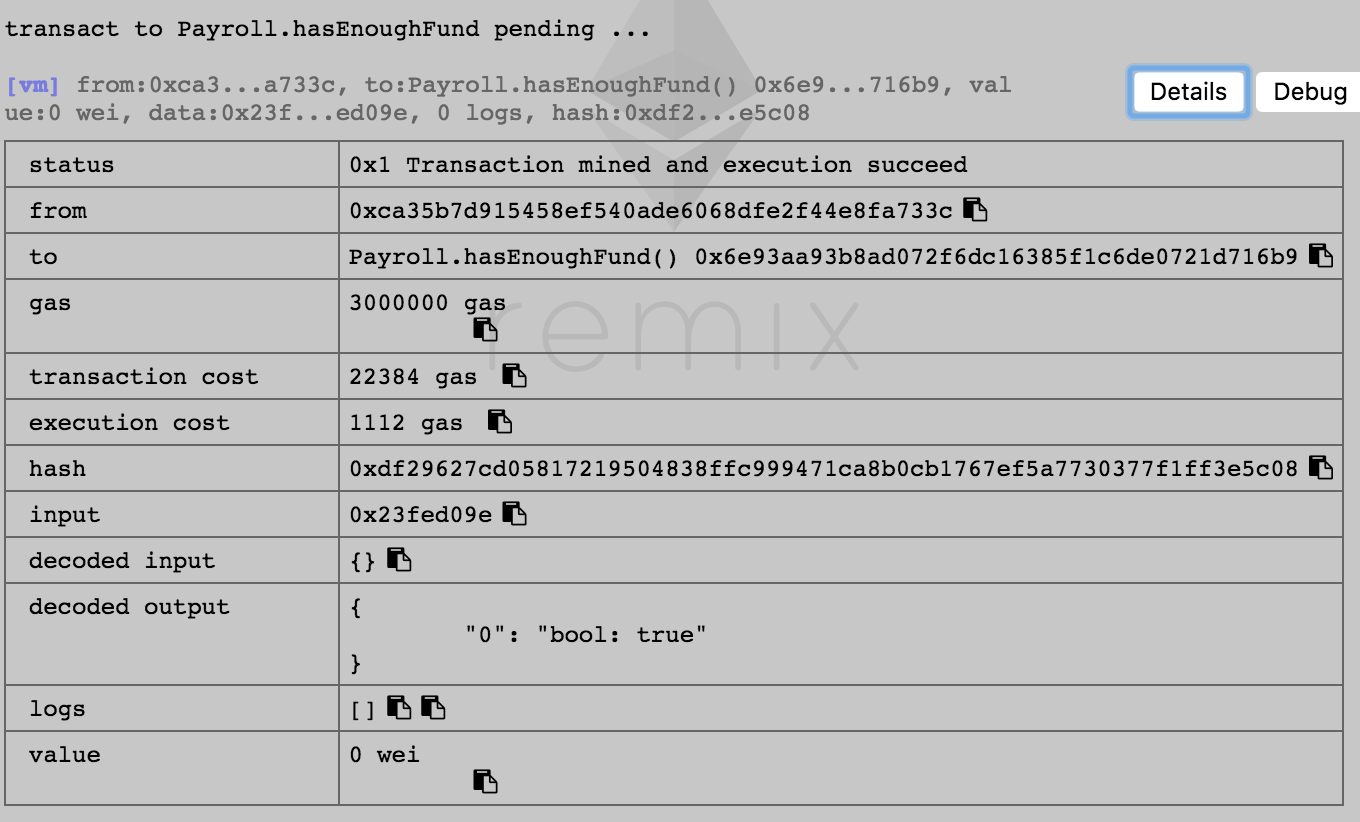 transact to Payroll.hasEnoughFund pending ...
[vm] from:0xca3...a733c, to:Payroll.hasEnoughFund() 0x6e9...716b9, val
ue:0 wei, data:0x23f...ed09e, 0 logs, hash:0xdf2...e5c08
Details Debug
status 0x1 Transaction mined and execution succeed
from 0xca35b7d915458ef540ade6068dfe2f44e8fa733c
to Payroll.hasEnoughFund() 0x6e93aa93b8ad072f6dc16385f1c6de0721d716b9
gas 3000000 gas
remix
transaction cost 22384 gas
execution cost 1112 gas
hash 0xdf29627cd05817219504838ffc999471ca8b0cb1767ef5a7730377f1ff3e5c08
input 0x23fed09e
decoded input {}
decoded output {
"0": "bool: true"
}
logs []
value 0 wei